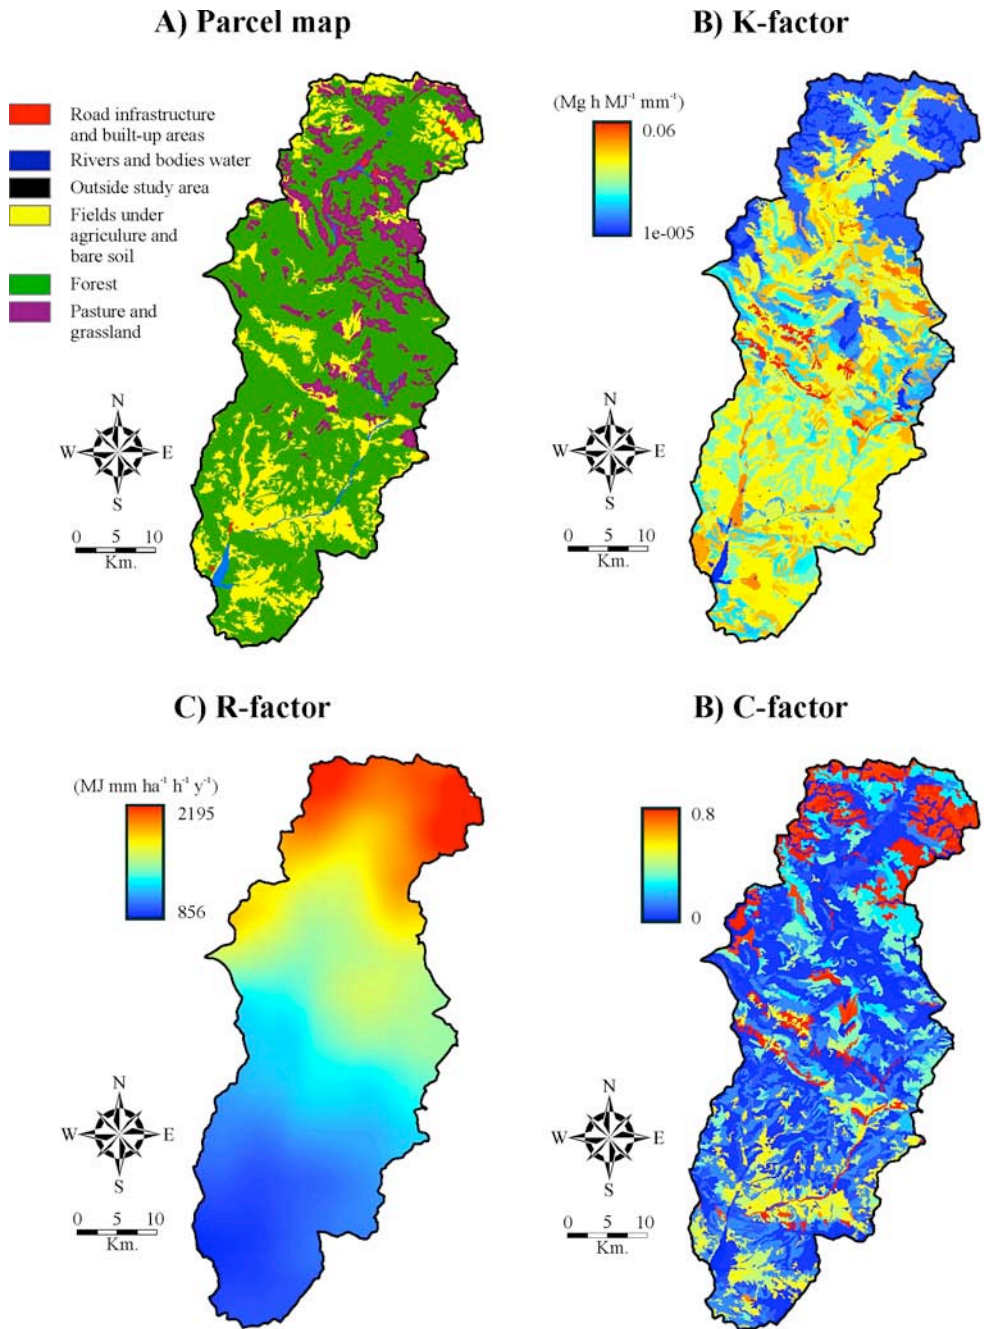 A) Parcel map
B) K-factor
Road infrastructure
and built-up areas
Rivers and bodies water
Outside study area
Fields under
agriculure and
bare soil
Forest
Pasture and
grassland
(Mg h MJ⁻¹ mm⁻¹)
0.06
1e-005
N
W E
S
0 5 10
Km.
N
W E
S
0 5 10
Km.
C) R-factor
B) C-factor
(MJ mm ha⁻¹ h⁻¹ y⁻¹)
2195
856
0.8
0
N
W E
S
0 5 10
Km.
N
W E
S
0 5 10
Km.